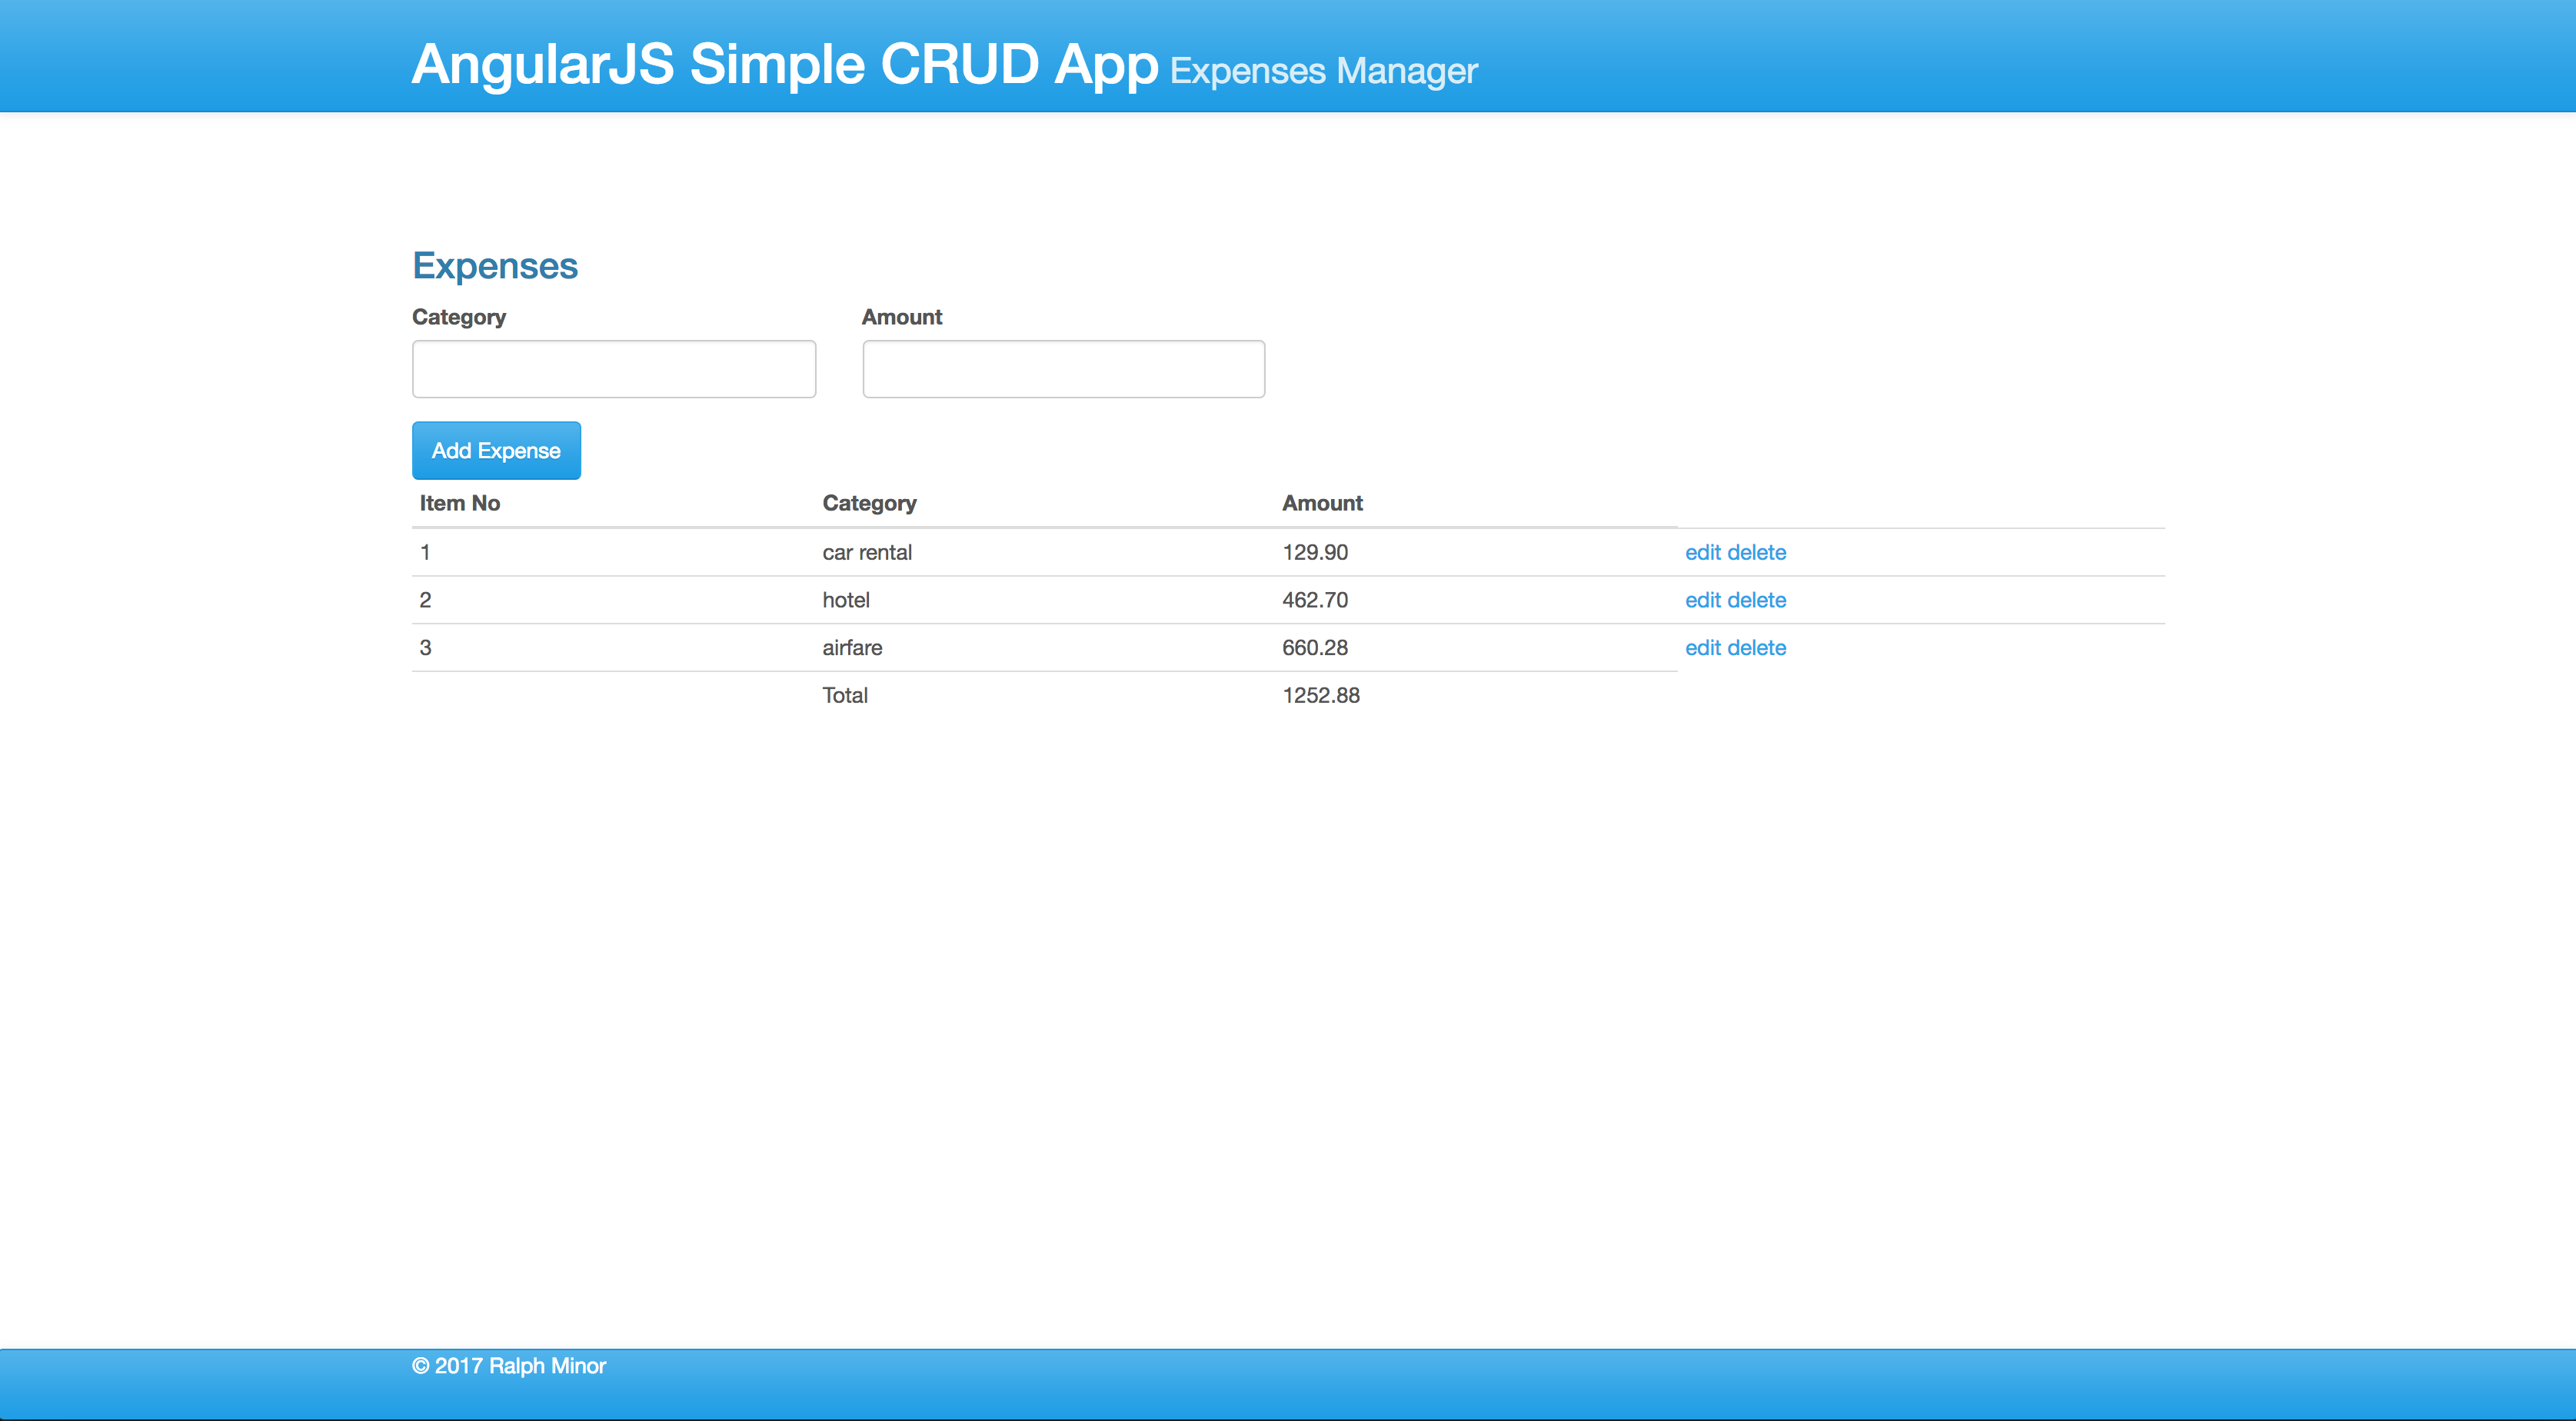 AngularJS Simple CRUD App Expenses Manager
Expenses
Category Amount
Add Expense
Item No Category Amount
1 car rental 129.90 edit delete
2 hotel 462.70 edit delete
3 airfare 660.28 edit delete
Total 1252.88
© 2017 Ralph Minor